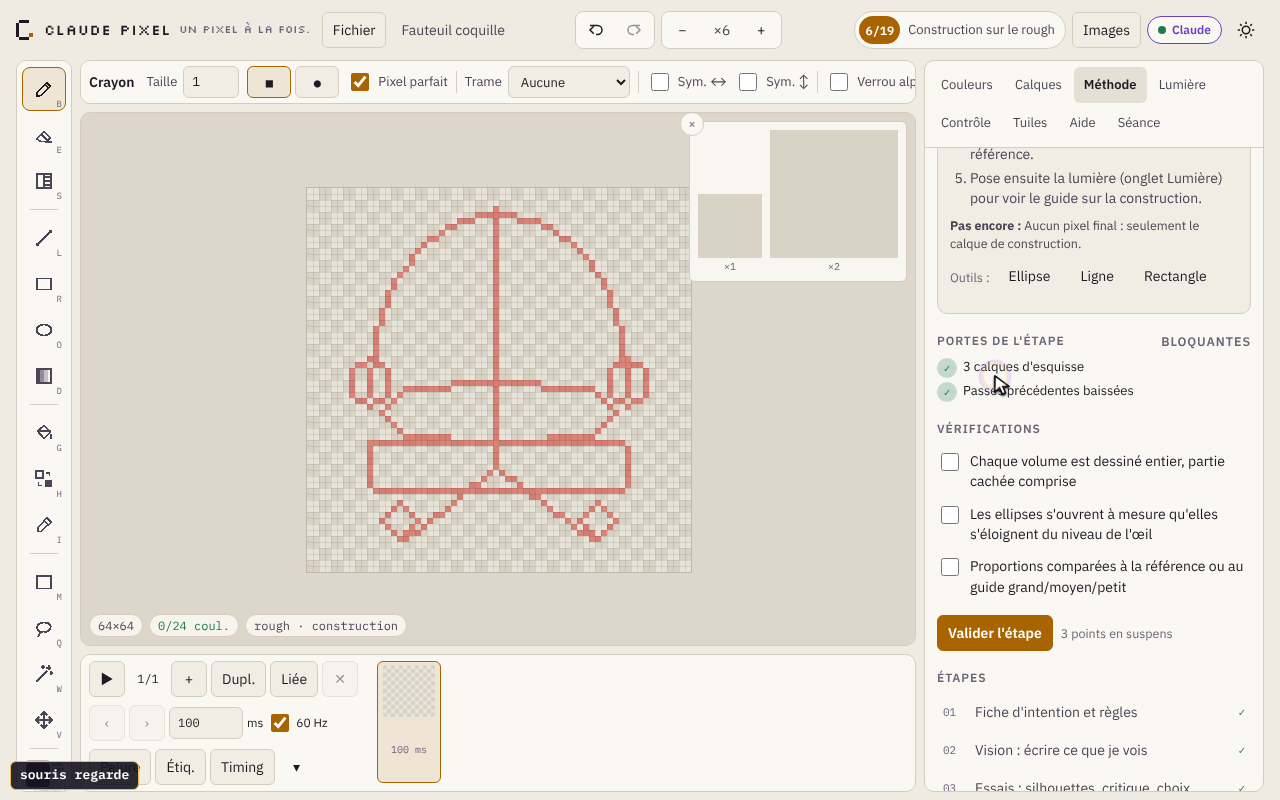 CLAUDE PIXEL UN PIXEL À LA FOIS. Fichier Fauteuil coquille − ×6 + 6/19 Construction sur le rough Images Claude
Crayon Taille 1 Pixel parfait Trame Aucune Sym. Sym. Verrou alp
Couleurs Calques Méthode Lumière
Contrôle Tuiles Aide Séance
B
E
S
L
R
O
D
G
H
I
M
Q
W
V
×
×1 ×2
référence.
5. Pose ensuite la lumière (onglet Lumière)
pour voir le guide sur la construction.
Pas encore : Aucun pixel final : seulement le
calque de construction.
Outils : Ellipse Ligne Rectangle
PORTES DE L'ÉTAPE BLOQUANTES
✓ 3 calques d'esquisse
✓ Passes précédentes baissées
VÉRIFICATIONS
Chaque volume est dessiné entier, partie
cachée comprise
Les ellipses s'ouvrent à mesure qu'elles
s'éloignent du niveau de l'œil
Proportions comparées à la référence ou au
guide grand/moyen/petit
Valider l'étape 3 points en suspens
ÉTAPES
01 Fiche d'intention et règles ✓
02 Vision : écrire ce que je vois ✓
03 Essais : silhouettes, critique, choix ✓
64×64 0/24 coul. rough · construction
1/1 + Dupl. Liée ×
‹ › 100 ms 60 Hz
100 ms
Étiq. Timing
souris regarde